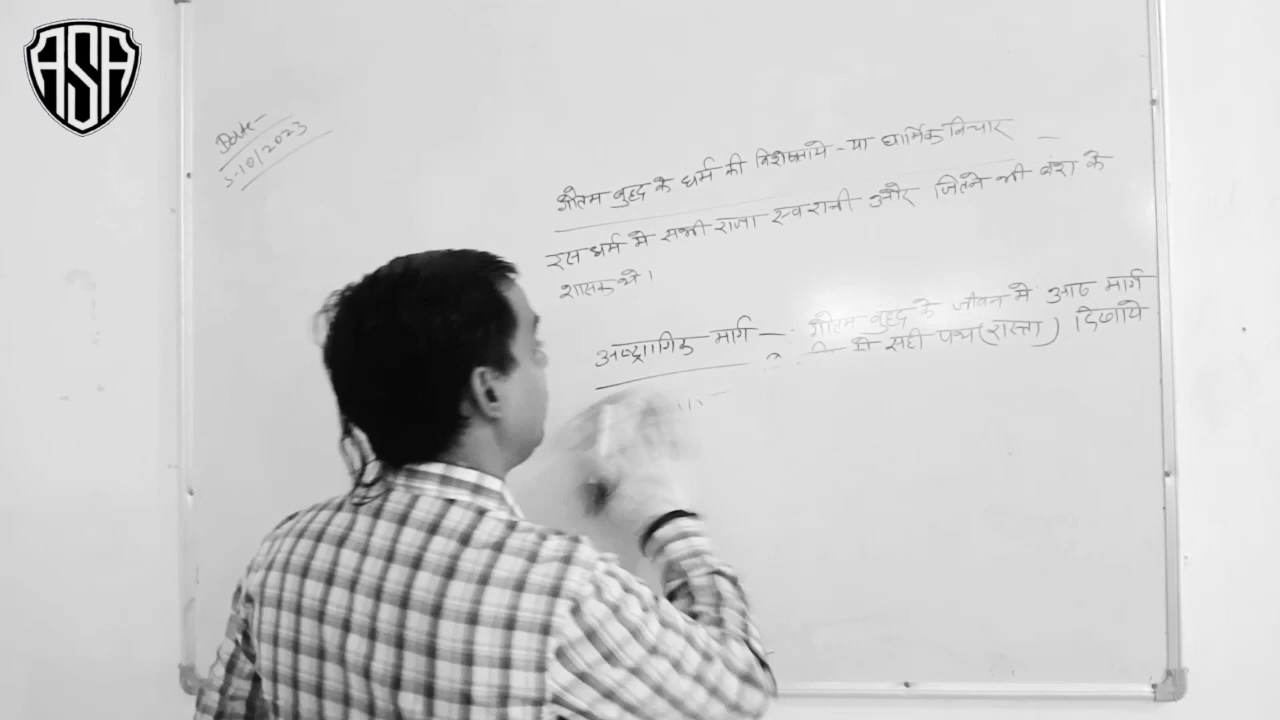 ASA
Date-
5-10/2023
गौतम बुद्ध के धर्म की विशेषताये - या धार्मिक विचार
इस धर्म मे सभी राजा स्वराची और जितने भी वंश के
शासक थे।
अष्टांगिक मार्ग — गौतम बुद्ध के जीवन मे आठ मार्ग
मे सही पथ (रास्ता) दिखाये